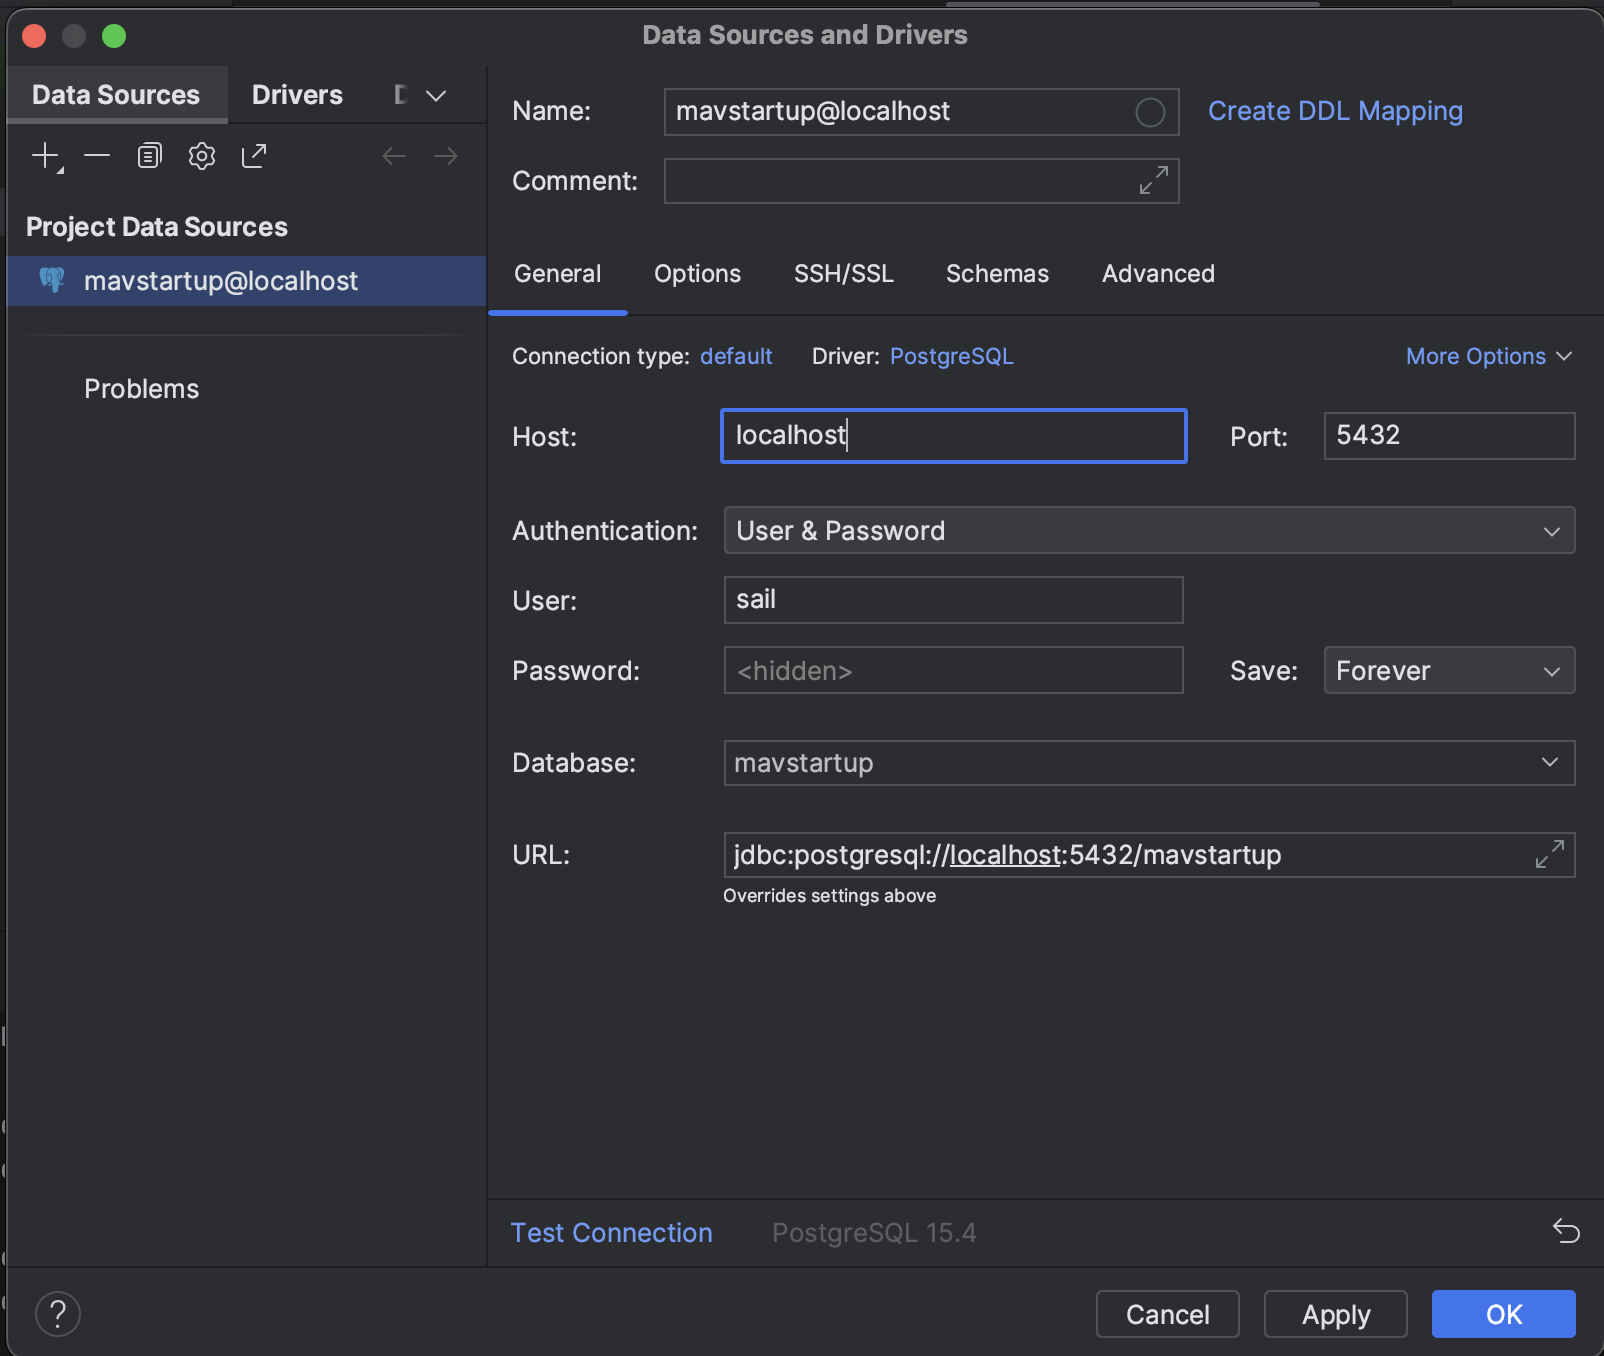 Data Sources and Drivers
Data Sources Drivers
Name: mavstartup@localhost Create DDL Mapping
Comment:
Project Data Sources
mavstartup@localhost
Problems
General Options SSH/SSL Schemas Advanced
Connection type: default Driver: PostgreSQL More Options
Host: localhost Port: 5432
Authentication: User & Password
User: sail
Password: <hidden> Save: Forever
Database: mavstartup
URL: jdbc:postgresql://localhost:5432/mavstartup
Overrides settings above
Test Connection PostgreSQL 15.4
? Cancel Apply OK